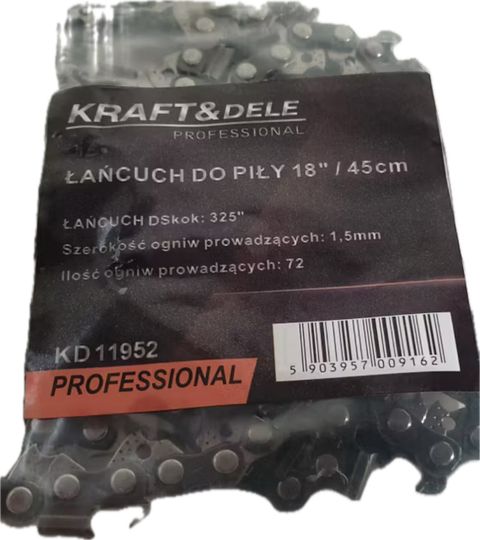 KRAFT&DELE
PROFESSIONAL
ŁAŃCUCH DO PIŁY 18" / 45cm
ŁAŃCUCH DSkok: 325"
Szerokość ogniw prowadzących: 1,5mm
Ilość ogniw prowadzących: 72
KD 11952
PROFESSIONAL
5 903957 009162